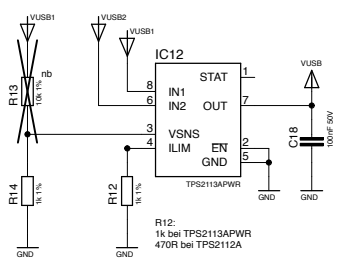 VUSB1
VUSB2
VUSB1
IC12
VUSB
nb
R13
10k 1%
STAT
1
8
IN1
6
IN2
OUT
7
3
VSNS
4
ILIM
EN
2
GND
5
C18
100nF 50V
R14
1k 1%
R12
1k 1%
TPS2113APWR
GND
GND
GND
GND
R12:
1k bei TPS2113APWR
470R bei TPS2112A